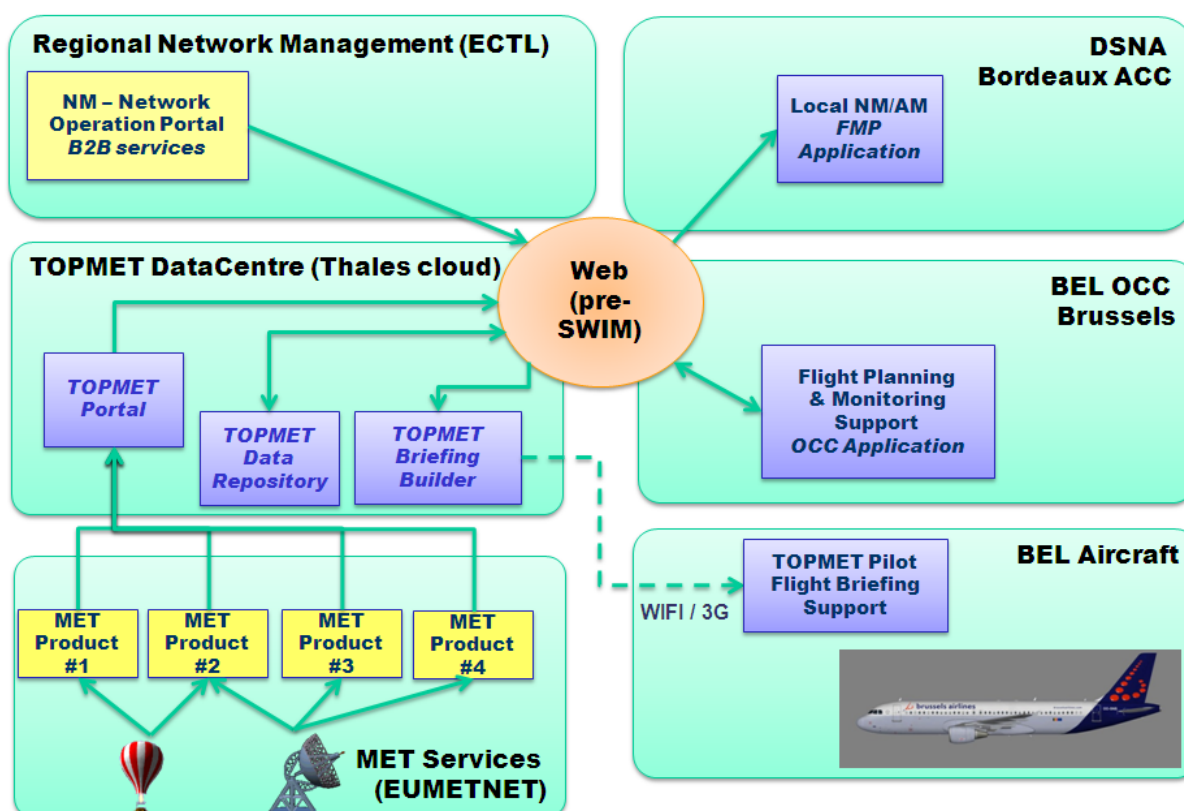 Regional Network Management (ECTL)
NM – Network
Operation Portal
B2B services
DSNA
Bordeaux ACC
Local NM/AM
FMP
Application
TOPMET DataCentre (Thales cloud)
Web
(pre-
SWIM)
TOPMET
Portal
TOPMET
Data
Repository
TOPMET
Briefing
Builder
BEL OCC
Brussels
Flight Planning
& Monitoring
Support
OCC Application
MET
Product
#1
MET
Product
#2
MET
Product
#3
MET
Product
#4
MET Services
(EUMETNET)
BEL Aircraft
TOPMET Pilot
Flight Briefing
Support
WIFI / 3G
brussels airlines